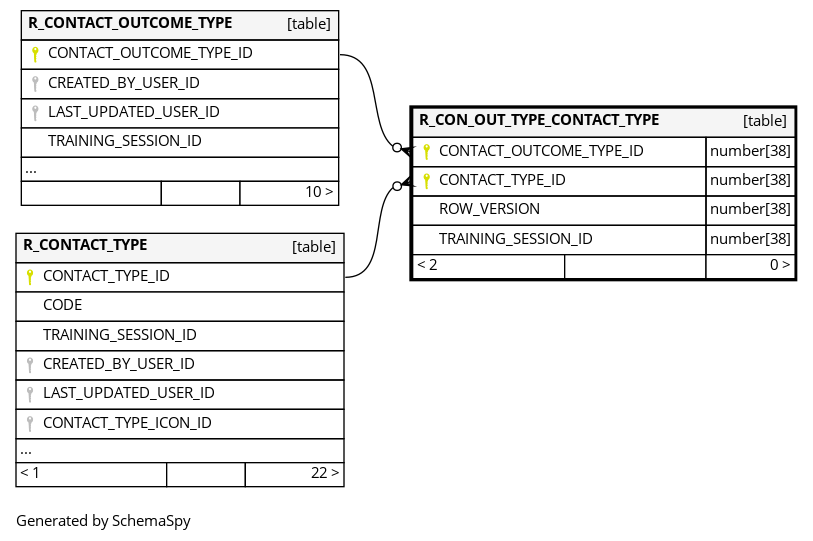 R_CONTACT_OUTCOME_TYPE [table]
CONTACT_OUTCOME_TYPE_ID
CREATED_BY_USER_ID
LAST_UPDATED_USER_ID
TRAINING_SESSION_ID
...
10 >
R_CON_OUT_TYPE_CONTACT_TYPE [table]
CONTACT_OUTCOME_TYPE_ID number[38]
CONTACT_TYPE_ID number[38]
ROW_VERSION number[38]
TRAINING_SESSION_ID number[38]
< 2 0 >
R_CONTACT_TYPE [table]
CONTACT_TYPE_ID
CODE
TRAINING_SESSION_ID
CREATED_BY_USER_ID
LAST_UPDATED_USER_ID
CONTACT_TYPE_ICON_ID
...
< 1 22 >
Generated by SchemaSpy